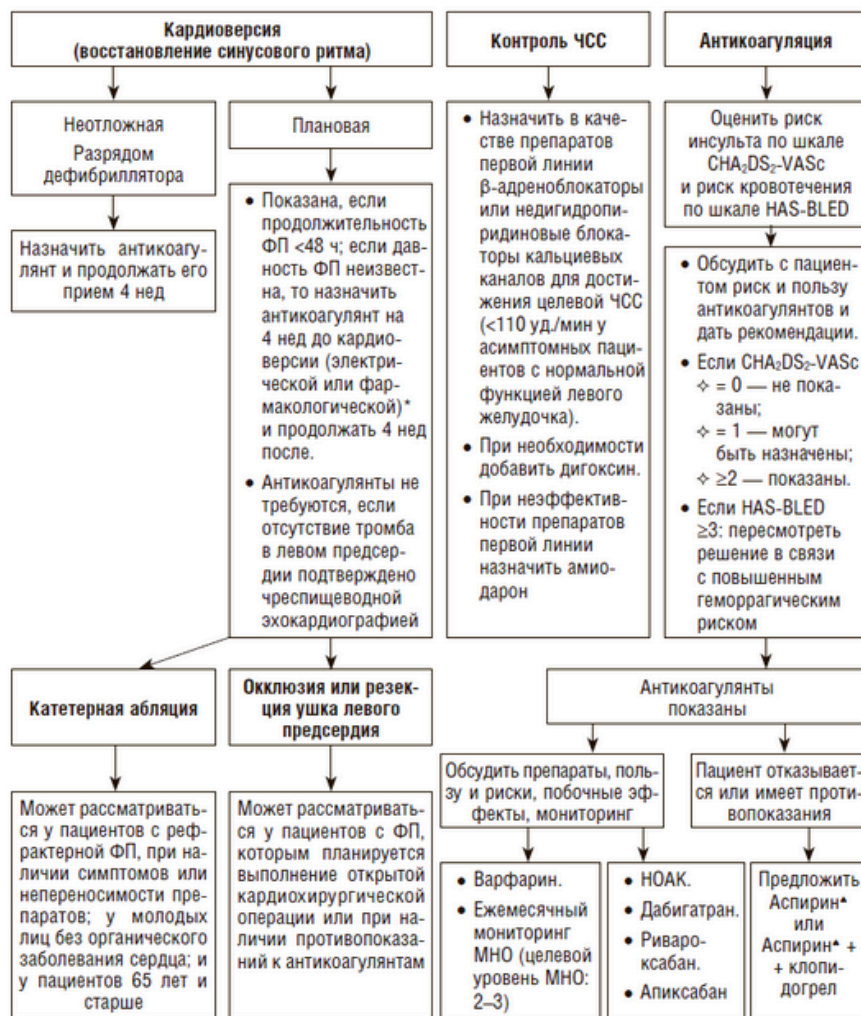 Кардиоверсия
(восстановление синусового ритма)
Контроль ЧСС
Антикоагуляция
Неотложная
Разрядом
дефибриллятора
Назначить антикоагу-
лянт и продолжать его
прием 4 нед
Плановая
• Показана, если
продолжительность
ФП <48 ч; если дав-
ность ФП неизвест-
на, то назначить
антикоагулянт на
4 нед до кардио-
версии (электри-
ческой или фар-
макологической)*
и продолжать 4 нед
после.
• Антикоагулянты не
требуются, если
отсутствие тромба
в левом предсер-
дии подтверждено
чреспищеводной
эхокардиографией
• Назначить в каче-
стве препаратов
первой линии
β-адреноблокаторы
или недигидропи-
ридиновые блока-
торы кальциевых
каналов для дости-
жения целевой ЧСС
(<110 уд./мин у
асимптомных паци-
ентов с нормальной
функцией левого
желудочка).
• При необходимости
добавить дигоксин.
• При неэффектив-
ности препаратов
первой линии
назначить амио-
дарон
Оценить риск
инсульта по шкале
CHA₂DS₂-VASc
и риск кровотечения
по шкале HAS-BLED
• Обсудить с пациен-
том риск и пользу
антикоагулянтов и
дать рекомендации.
• Если CHA₂DS₂-VASc
✧ = 0 — не пока-
заны;
✧ = 1 — могут
быть назначены;
✧ ≥2 — показаны.
• Если HAS-BLED
≥3: пересмотреть
решение в связи
с повышенным
геморрагическим
риском
Катетерная абляция
Может рассматривать-
ся у пациентов с реф-
рактерной ФП, при на-
личии симптомов или
непереносимости пре-
паратов; у молодых
лиц без органического
заболевания сердца; и
у пациентов 65 лет и
старше
Окклюзия или резек-
ция ушка левого
предсердия
Может рассматривать-
ся у пациентов с ФП,
которым планируется
выполнение открытой
кардиохирургической
операции или при на-
личии противопоказа-
ний к антикоагулянтам
Антикоагулянты
показаны
Обсудить препараты, поль-
зу и риски, побочные эф-
фекты, мониторинг
Пациент отказывает-
ся или имеет проти-
вопоказания
• Варфарин.
• Ежемесячный
мониторинг
МНО (целевой
уровень МНО:
2–3)
• НОАК.
• Дабигатран.
• Риваро-
ксабан.
• Апиксабан
Предложить
Аспирин▲
или
Аспирин▲ +
+ клопи-
догрел